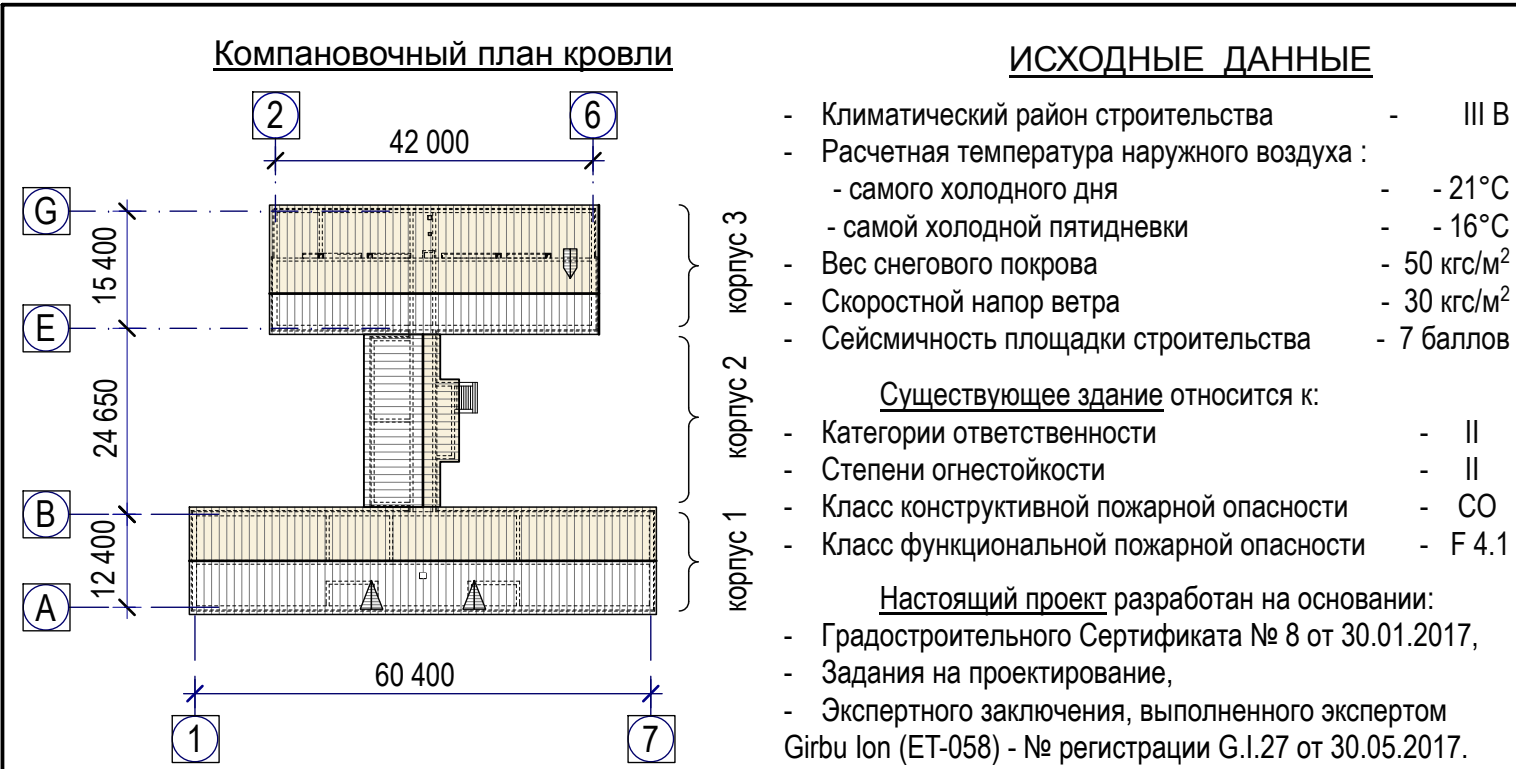 Компановочный план кровли
2
6
42 000
G
15 400
E
24 650
B
12 400
A
корпус 3
корпус 2
корпус 1
60 400
1
7
ИСХОДНЫЕ ДАННЫЕ
- Климатический район строительства - III В
- Расчетная температура наружного воздуха :
- самого холодного дня - - 21°C
- самой холодной пятидневки - - 16°C
- Вес снегового покрова - 50 кгс/м²
- Скоростной напор ветра - 30 кгс/м²
- Сейсмичность площадки строительства - 7 баллов
Существующее здание относится к:
- Категории ответственности - II
- Степени огнестойкости - II
- Класс конструктивной пожарной опасности - СО
- Класс функциональной пожарной опасности - F 4.1
Настоящий проект разработан на основании:
- Градостроительного Сертификата № 8 от 30.01.2017,
- Задания на проектирование,
- Экспертного заключения, выполненного экспертом
Girbu Ion (ET-058) - № регистрации G.I.27 от 30.05.2017.